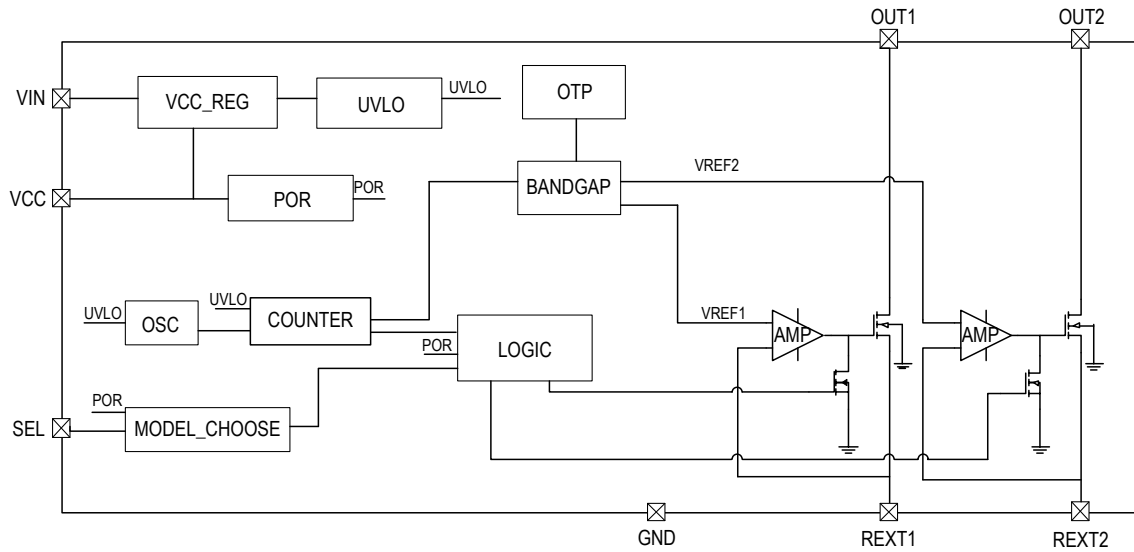 OUT1
OUT2
VIN
VCC_REG
UVLO
UVLO
OTP
VCC
POR
POR
BANDGAP
VREF2
UVLO
OSC
UVLO
COUNTER
VREF1
AMP
AMP
POR
LOGIC
POR
SEL
MODEL_CHOOSE
GND
REXT1
REXT2